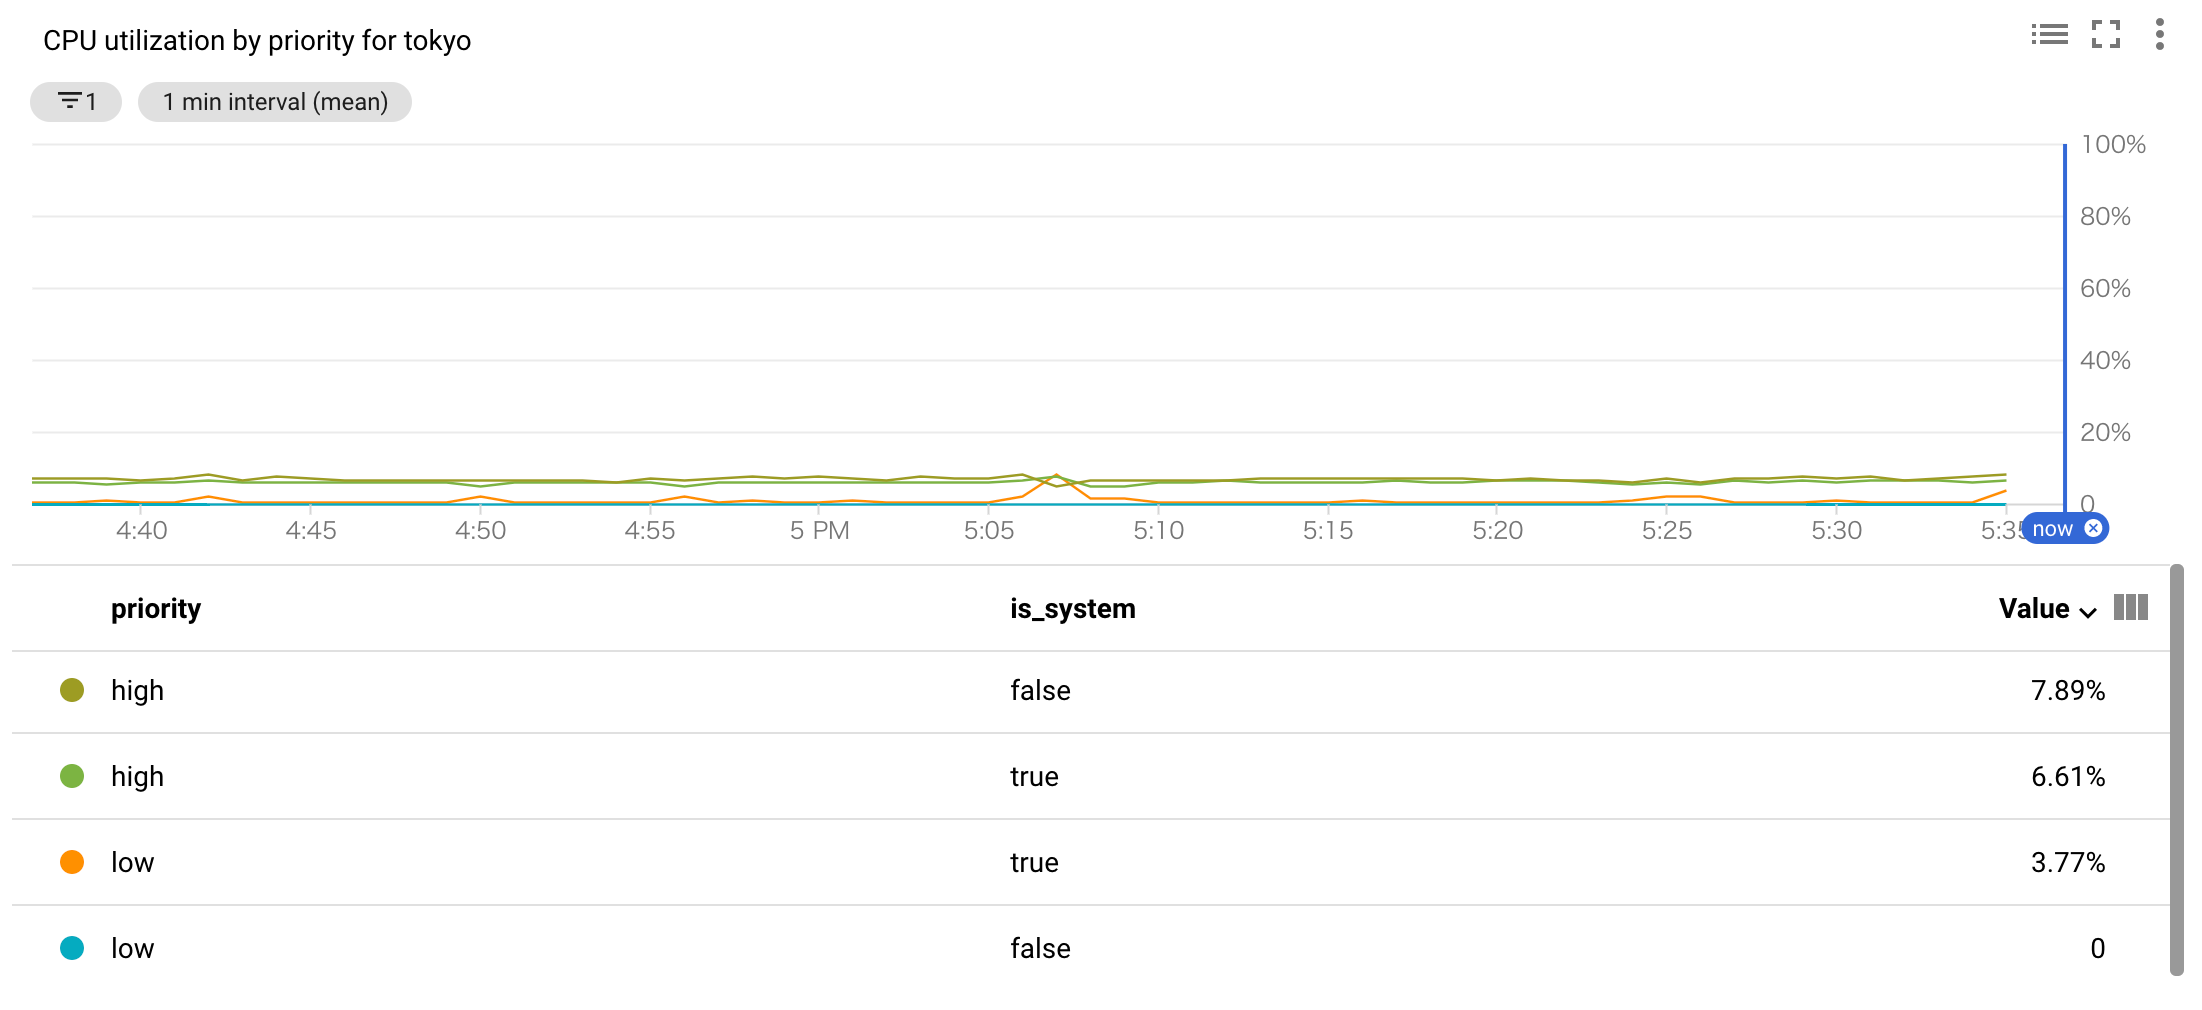 CPU utilization by priority for tokyo
1
1 min interval (mean)
100%
80%
60%
40%
20%
0
4:40 4:45 4:50 4:55 5 PM 5:05 5:10 5:15 5:20 5:25 5:30 5:35
now
priority is_system Value
high false 7.89%
high true 6.61%
low true 3.77%
low false 0